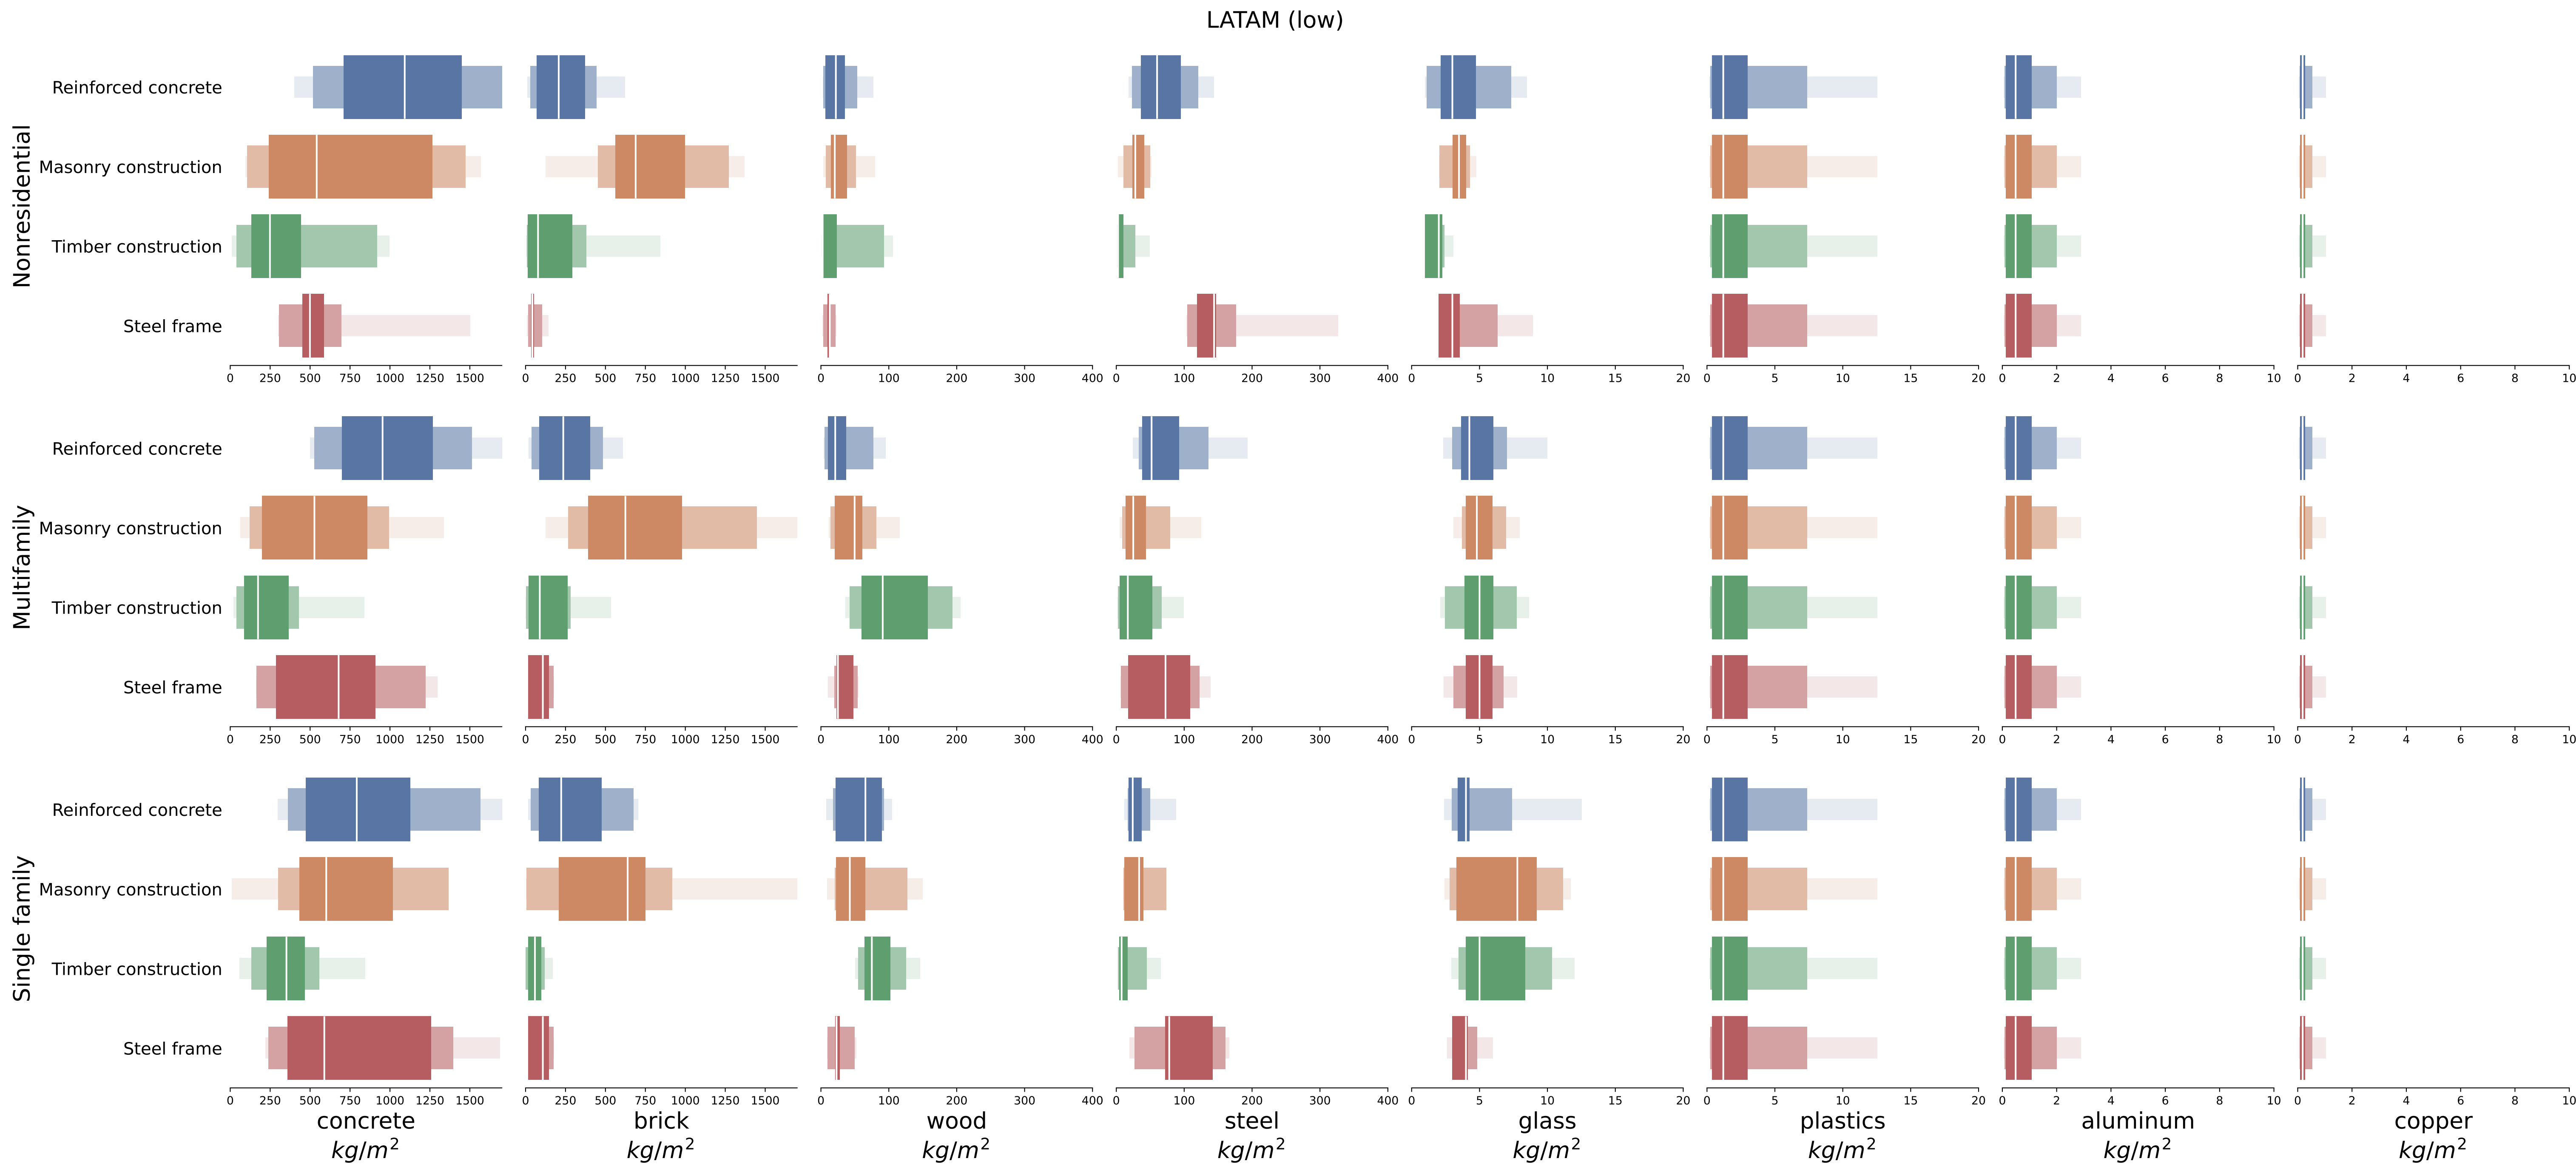 LATAM (low)
Nonresidential
Reinforced concrete
Masonry construction
Timber construction
Steel frame
0 250 500 750 1000 1250 1500 0 250 500 750 1000 1250 1500 0 100 200 300 400 0 100 200 300 400 0 5 10 15 20 0 5 10 15 20 0 2 4 6 8 10 0 2 4 6 8 10
Multifamily
Reinforced concrete
Masonry construction
Timber construction
Steel frame
0 250 500 750 1000 1250 1500 0 250 500 750 1000 1250 1500 0 100 200 300 400 0 100 200 300 400 0 5 10 15 20 0 5 10 15 20 0 2 4 6 8 10 0 2 4 6 8 10
Single family
Reinforced concrete
Masonry construction
Timber construction
Steel frame
0 250 500 750 1000 1250 1500 0 250 500 750 1000 1250 1500 0 100 200 300 400 0 100 200 300 400 0 5 10 15 20 0 5 10 15 20 0 2 4 6 8 10 0 2 4 6 8 10
concrete brick wood steel glass plastics aluminum copper
kg/m² kg/m² kg/m² kg/m² kg/m² kg/m² kg/m² kg/m²